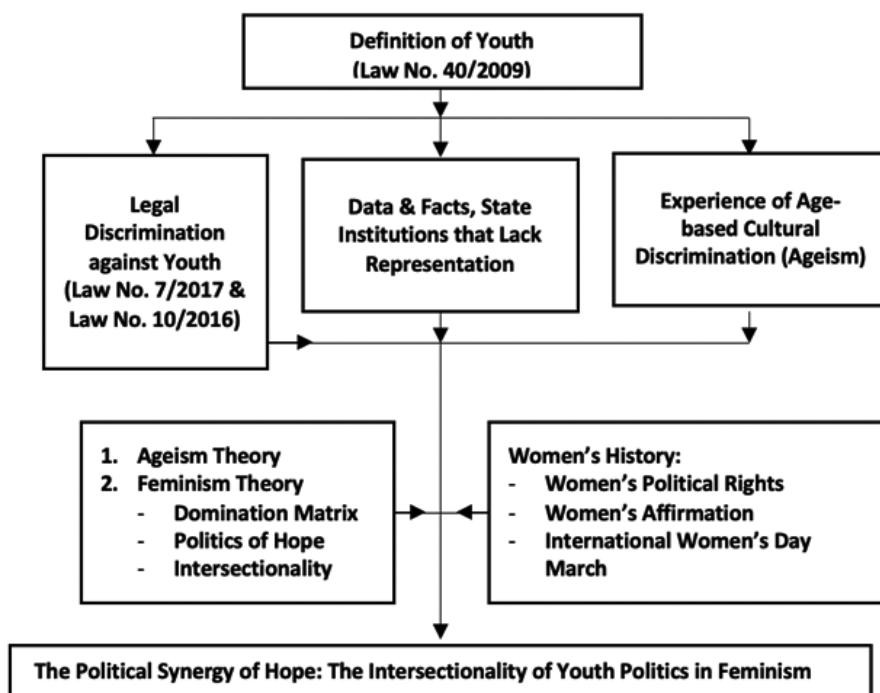 Definition of Youth
(Law No. 40/2009)
Legal
Discrimination
against Youth
(Law No. 7/2017 &
Law No. 10/2016)
Data & Facts, State
Institutions that Lack
Representation
Experience of Age-
based Cultural
Discrimination (Ageism)
1. Ageism Theory
2. Feminism Theory
- Domination Matrix
- Politics of Hope
- Intersectionality
Women's History:
- Women's Political Rights
- Women's Affirmation
- International Women's Day
March
The Political Synergy of Hope: The Intersectionality of Youth Politics in Feminism